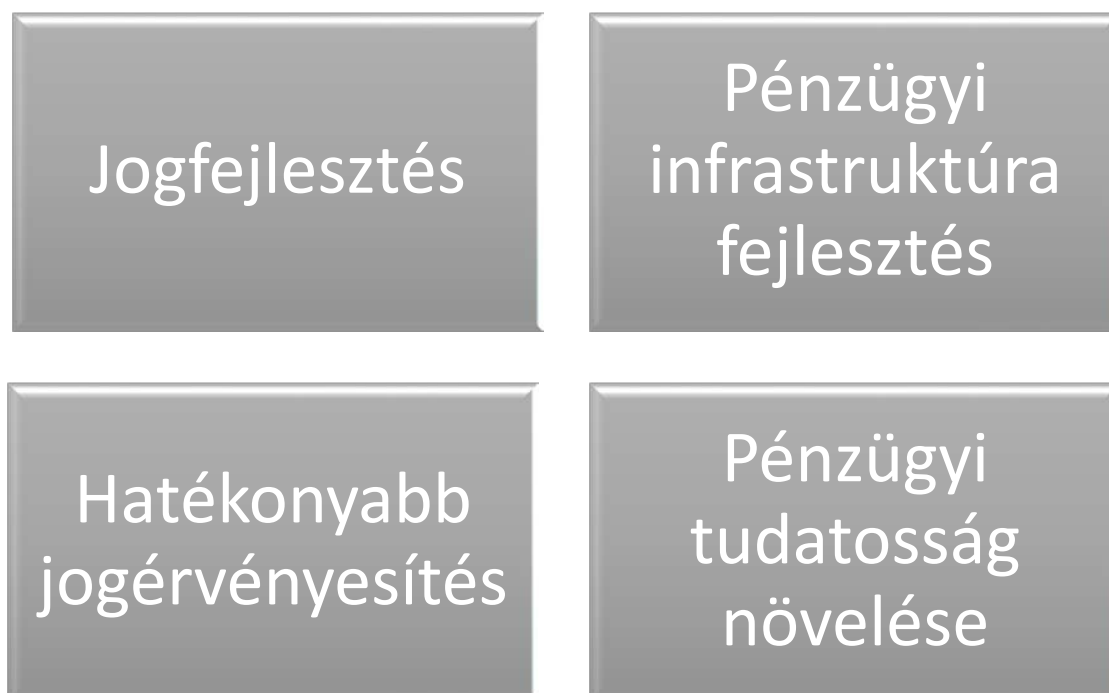 Jogfejlesztés
Pénzügyi
infrastruktúra
fejlesztés
Hatékonyabb
jogérvényesítés
Pénzügyi
tudatosság
növelése